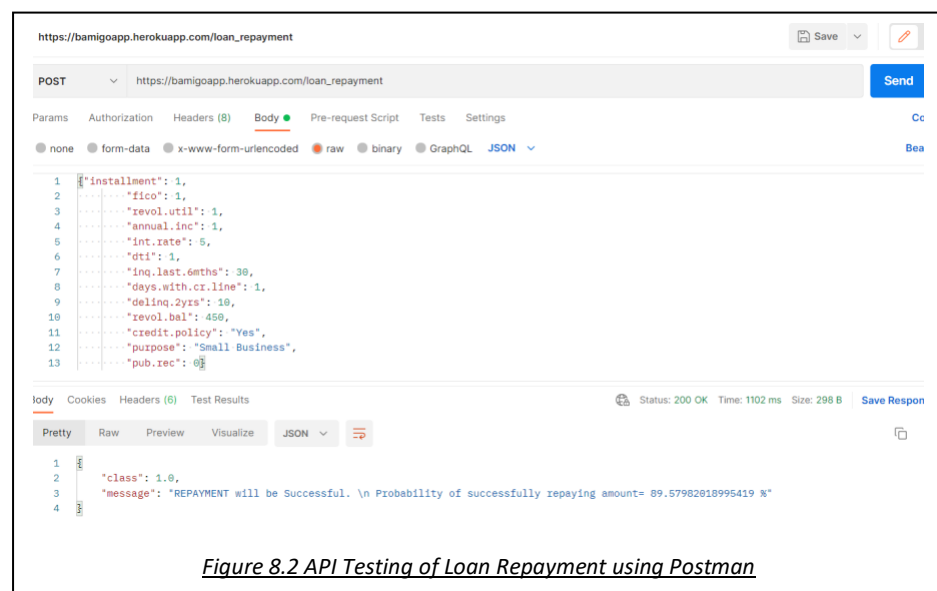 https://bamigoapp.herokuapp.com/loan_repayment
Save
POST https://bamigoapp.herokuapp.com/loan_repayment Send
Params Authorization Headers (8) Body Pre-request Script Tests Settings Co
none form-data x-www-form-urlencoded raw binary GraphQL JSON Bea
1 {"installment": 1,
2 "fico": 1,
3 "revol.util": 1,
4 "annual.inc": 1,
5 "int.rate": 5,
6 "dti": 1,
7 "inq.last.6mths": 30,
8 "days.with.cr.line": 1,
9 "delinq.2yrs": 10,
10 "revol.bal": 450,
11 "credit.policy": "Yes",
12 "purpose": "Small Business",
13 "pub.rec": 0}
Body Cookies Headers (6) Test Results Status: 200 OK Time: 1102 ms Size: 298 B Save Respon
Pretty Raw Preview Visualize JSON
1 {
2 "class": 1.0,
3 "message": "REPAYMENT will be Successful. \n Probability of successfully repaying amount= 89.57982018995419 %"
4 }
Figure 8.2 API Testing of Loan Repayment using Postman